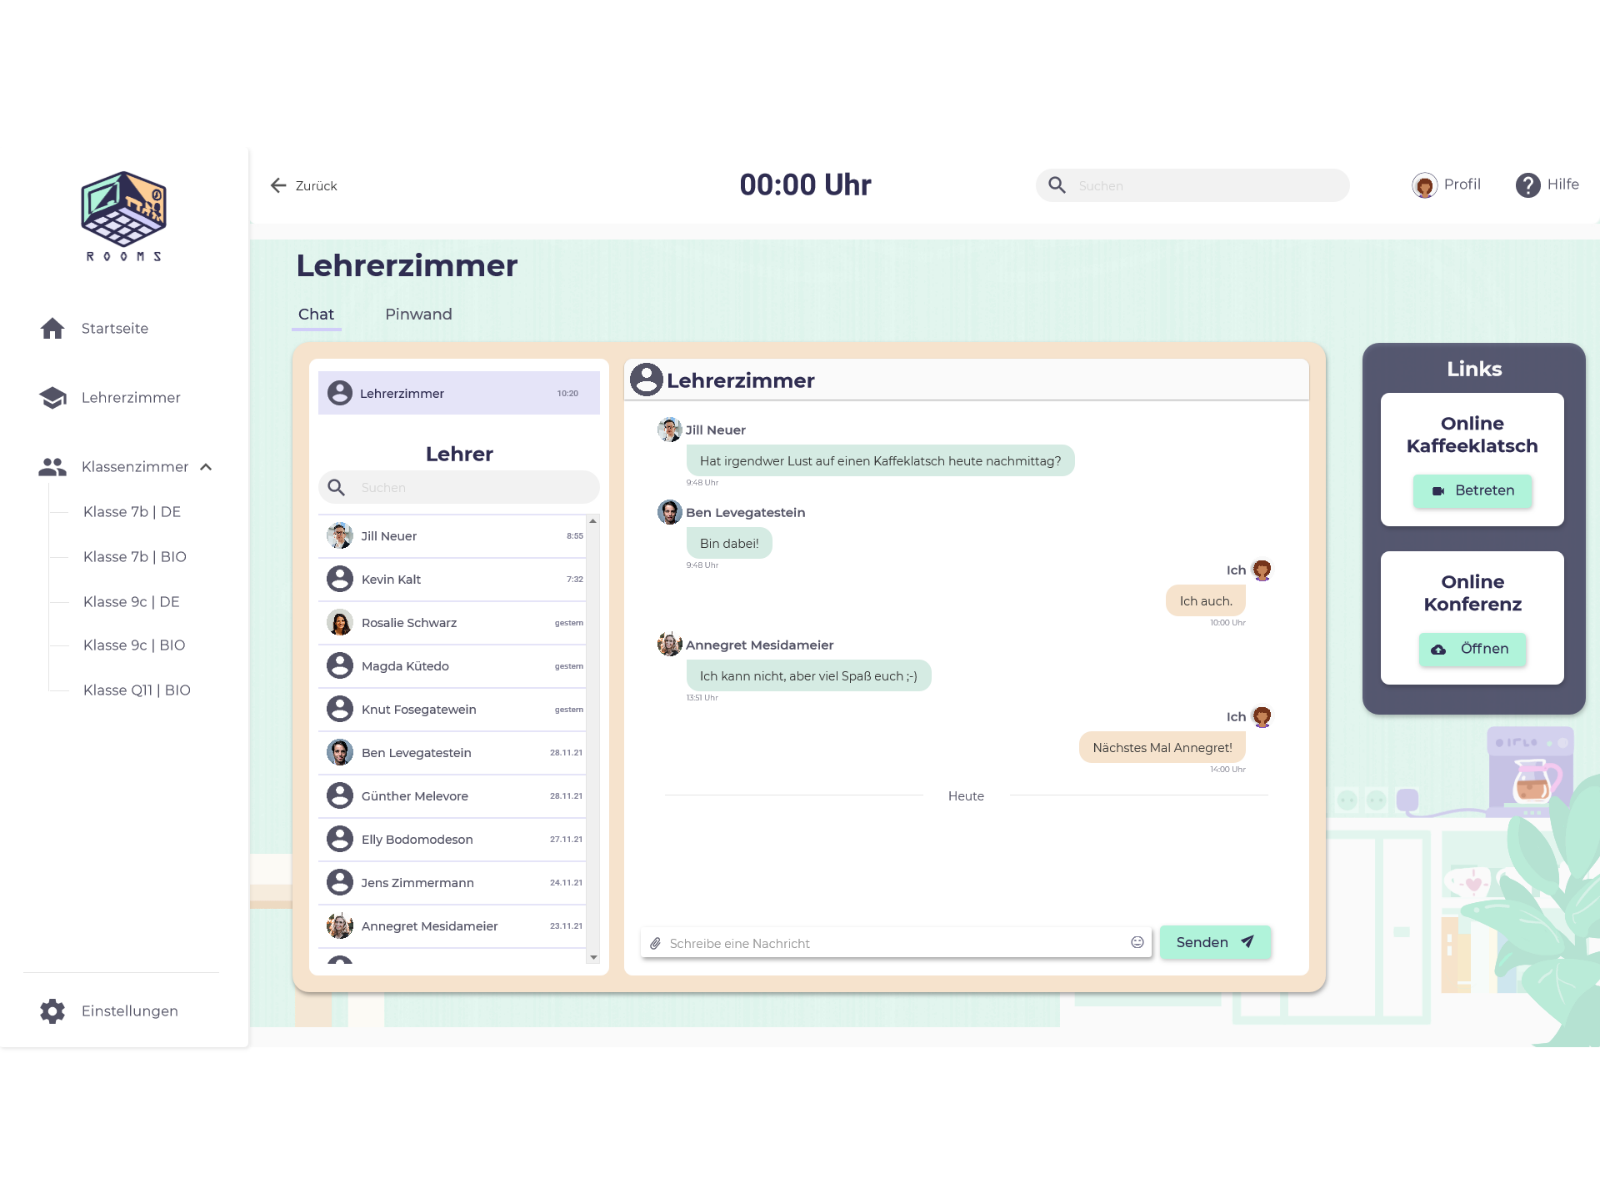 ROOMS
Startseite
Lehrerzimmer
Klassenzimmer
Klasse 7b | DE
Klasse 7b | BIO
Klasse 9c | DE
Klasse 9c | BIO
Klasse Q11 | BIO
Einstellungen
Zurück
00:00 Uhr
Suchen
Profil
Hilfe
Lehrerzimmer
Chat
Pinwand
Lehrerzimmer 10:20
Lehrer
Suchen
Jill Neuer 8:55
Kevin Kalt 7:32
Rosalie Schwarz gestern
Magda Kütedo gestern
Knut Fosegatewein gestern
Ben Levegatestein 28.11.21
Günther Melevore 28.11.21
Elly Bodomodeson 27.11.21
Jens Zimmermann 24.11.21
Annegret Mesidameier 23.11.21
Lehrerzimmer
Jill Neuer
Hat irgendwer Lust auf einen Kaffeklatsch heute nachmittag?
9:48 Uhr
Ben Levegatestein
Bin dabei!
9:48 Uhr
Ich
Ich auch.
10:00 Uhr
Annegret Mesidameier
Ich kann nicht, aber viel Spaß euch ;-)
13:51 Uhr
Ich
Nächstes Mal Annegret!
14:00 Uhr
Heute
Schreibe eine Nachricht
Senden
Links
Online
Kaffeeklatsch
Betreten
Online
Konferenz
Öffnen